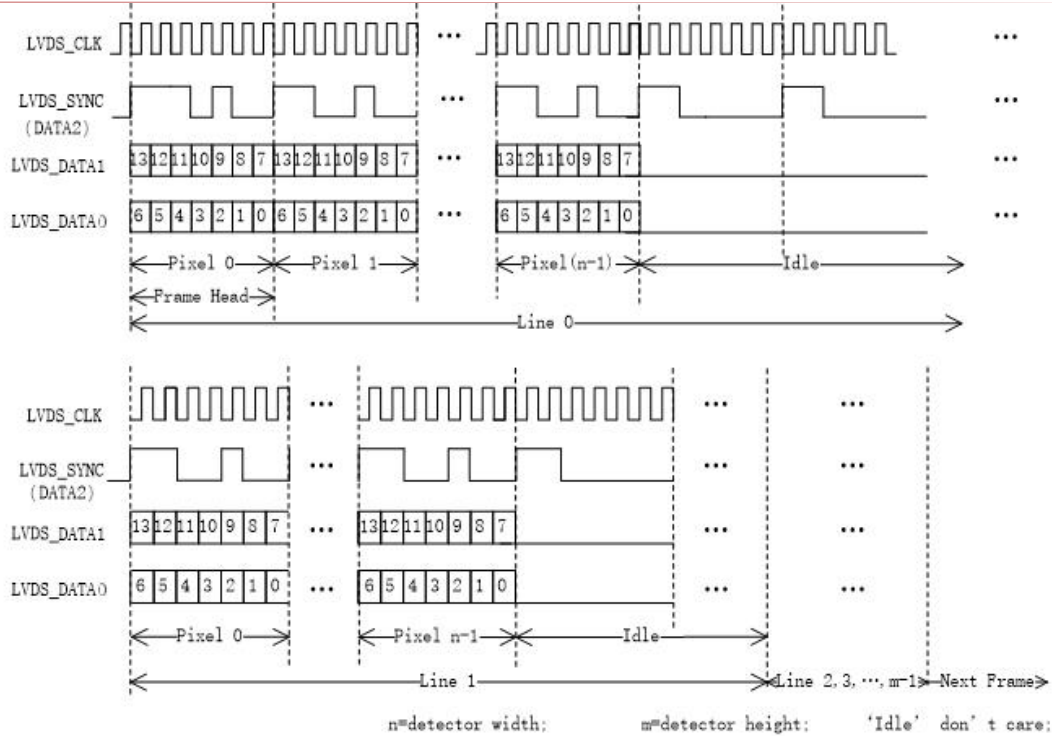 LVDS_CLK ... ...
LVDS_SYNC ... ...
(DATA2)
LVDS_DATA1 13 12 11 10 9 8 7 13 12 11 10 9 8 7 ... 13 12 11 10 9 8 7 ...
LVDS_DATA0 6 5 4 3 2 1 0 6 5 4 3 2 1 0 ... 6 5 4 3 2 1 0 ...
Pixel 0 Pixel 1 Pixel(n-1) Idle
Frame Head
Line 0
LVDS_CLK ... ... ...
LVDS_SYNC ... ... ...
(DATA2)
LVDS_DATA1 13 12 11 10 9 8 7 ... 13 12 11 10 9 8 7 ... ...
LVDS_DATA0 6 5 4 3 2 1 0 ... 6 5 4 3 2 1 0 ... ...
Pixel 0 Pixel n-1 Idle
Line 1 Line 2,3,…,m-1 Next Frame
n=detector width; m=detector height; ‘Idle’ don’t care;